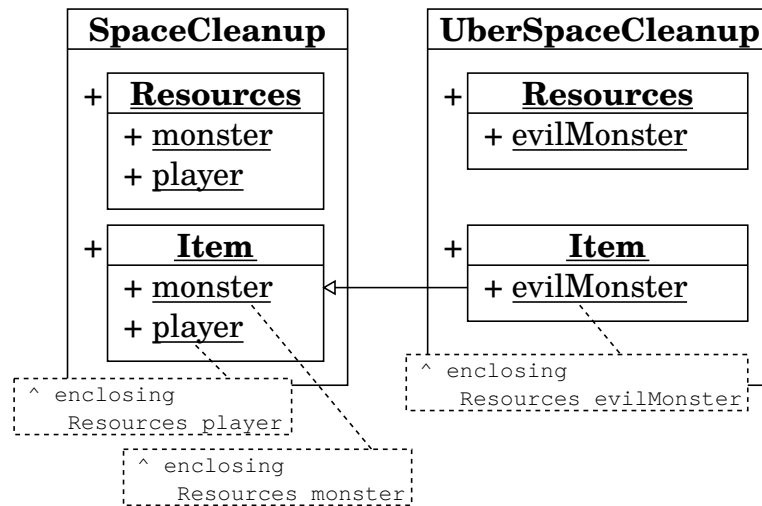 SpaceCleanup
+ Resources
+ monster
+ player
+ Item
+ monster
+ player
^ enclosing
Resources player
^ enclosing
Resources monster
UberSpaceCleanup
+ Resources
+ evilMonster
+ Item
+ evilMonster
^ enclosing
Resources evilMonster